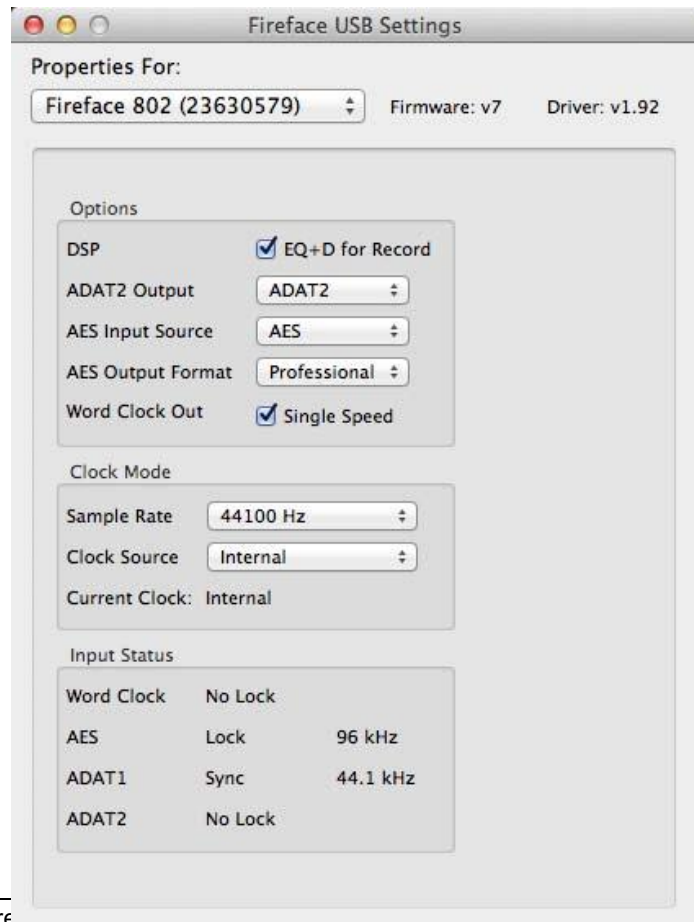 Fireface USB Settings
Properties For:
Fireface 802 (23630579) Firmware: v7 Driver: v1.92
Options
DSP EQ+D for Record
ADAT2 Output ADAT2
AES Input Source AES
AES Output Format Professional
Word Clock Out Single Speed
Clock Mode
Sample Rate 44100 Hz
Clock Source Internal
Current Clock: Internal
Input Status
Word Clock No Lock
AES Lock 96 kHz
ADAT1 Sync 44.1 kHz
ADAT2 No Lock